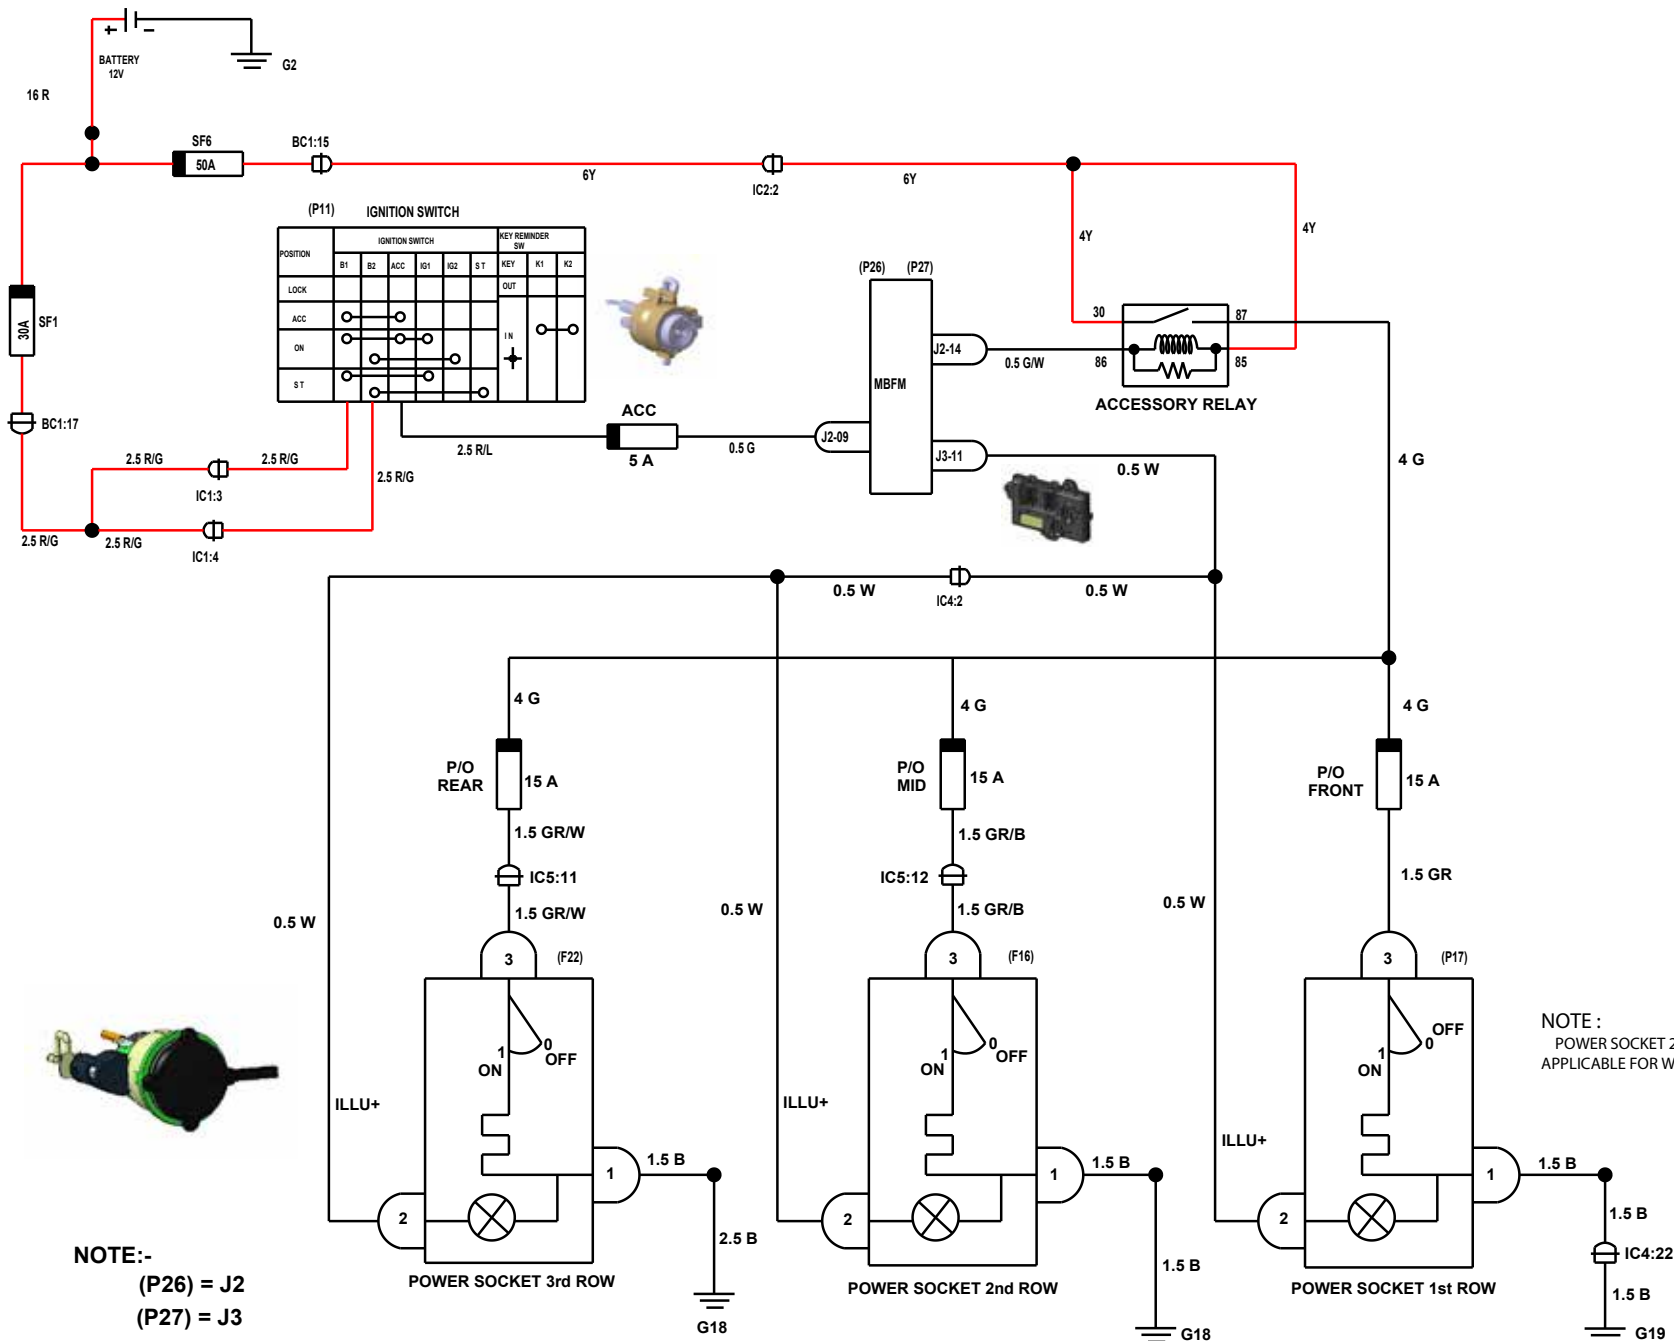 + -
BATTERY
12V
G2
16 R
SF6
50A
BC1:15
6Y
IC2:2
6Y
4Y
4Y
(P11) IGNITION SWITCH
POSITION
IGNITION SWITCH
KEY REMINDER
SW
B1 B2 ACC IG1 IG2 S T KEY K1 K2
LOCK
OUT
ACC
ON
I N
S T
30A
SF1
BC1:17
2.5 R/G
2.5 R/G
IC1:3
2.5 R/G
2.5 R/G
2.5 R/G
IC1:4
2.5 R/L
ACC
5 A
0.5 G
(P26) (P27)
J2-14
MBFM
J2-09
J3-11
0.5 G/W
30
87
86
85
ACCESSORY RELAY
0.5 W
4 G
0.5 W
IC4:2
0.5 W
4 G
4 G
4 G
P/O
REAR
15 A
P/O
MID
15 A
P/O
FRONT
15 A
1.5 GR/W
1.5 GR/B
IC5:11
IC5:12
1.5 GR
1.5 GR/W
1.5 GR/B
0.5 W
0.5 W
0.5 W
3
(F22)
3
(F16)
3
(P17)
1
ON
0
OFF
1
ON
0
OFF
1
ON
0
OFF
NOTE :
POWER SOCKET 2
APPLICABLE FOR W
ILLU+
ILLU+
ILLU+
1
1.5 B
1
1.5 B
1
1.5 B
2
2
2
2.5 B
1.5 B
1.5 B
IC4:22
1.5 B
POWER SOCKET 3rd ROW
POWER SOCKET 2nd ROW
POWER SOCKET 1st ROW
G18
G18
G19
NOTE:-
(P26) = J2
(P27) = J3